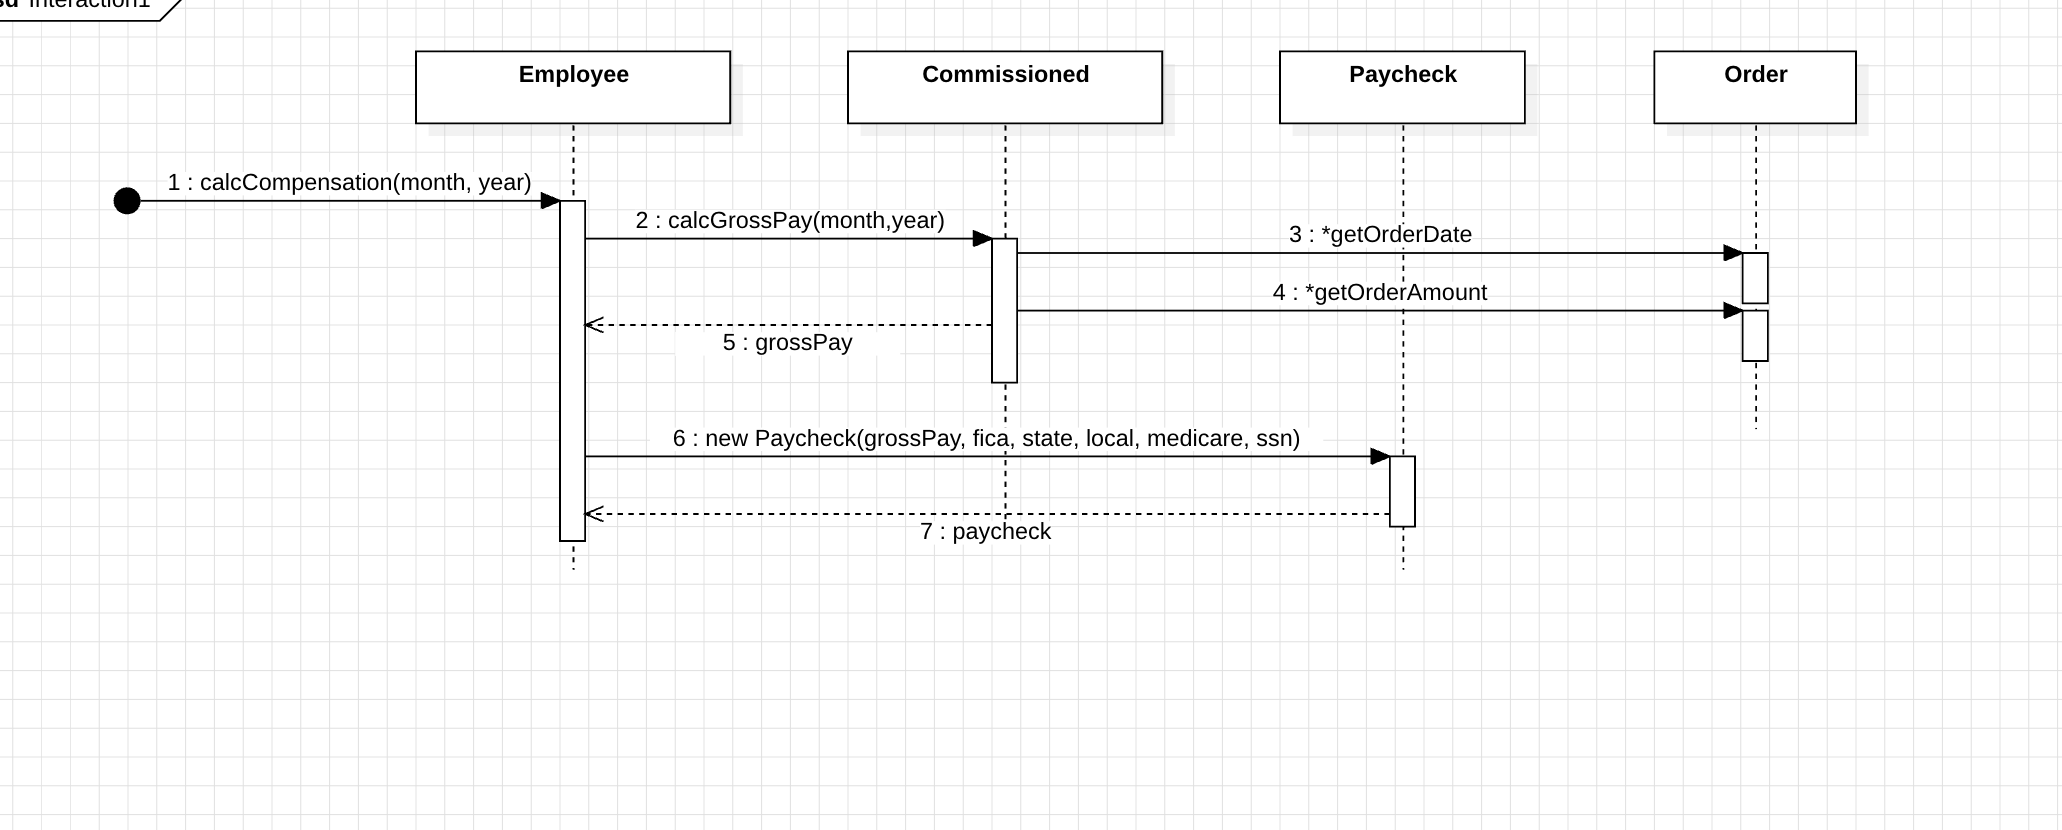 sd Interaction1
Employee
Commissioned
Paycheck
Order
1 : calcCompensation(month, year)
2 : calcGrossPay(month,year)
3 : *getOrderDate
4 : *getOrderAmount
5 : grossPay
6 : new Paycheck(grossPay, fica, state, local, medicare, ssn)
7 : paycheck